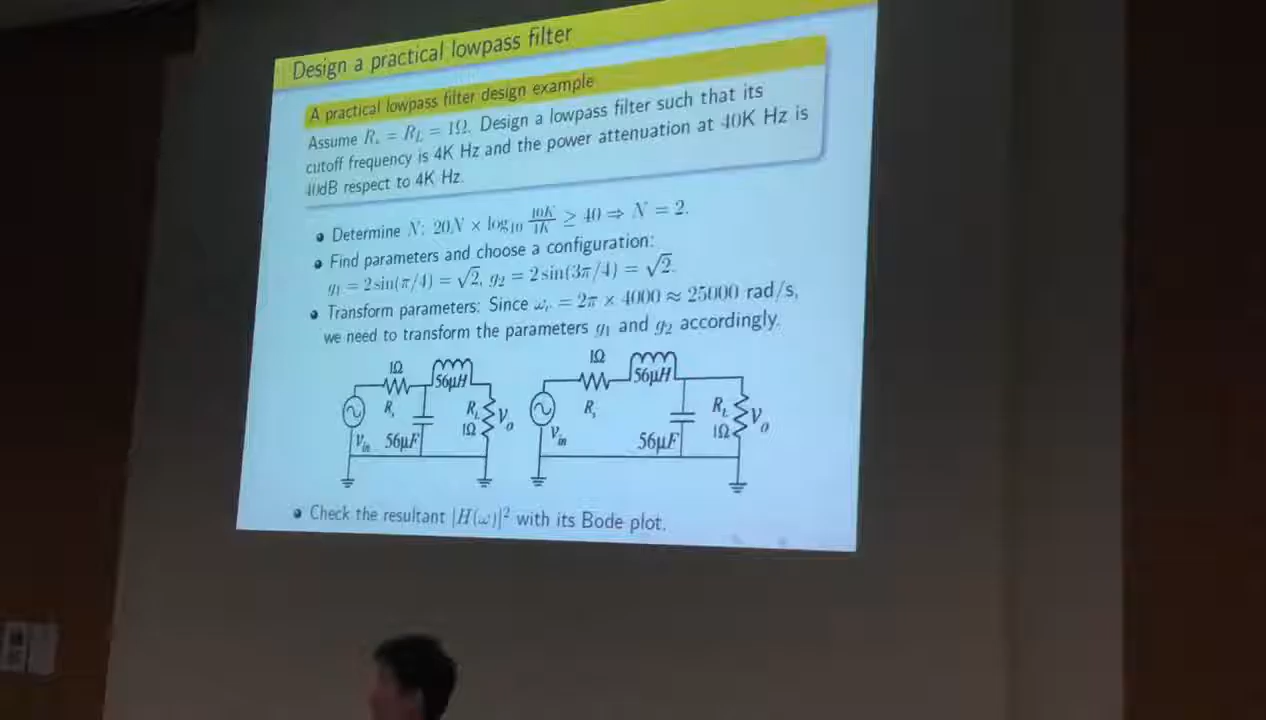 Design a practical lowpass filter
A practical lowpass filter design example
Assume Rₛ = R_L = 1Ω. Design a lowpass filter such that its
cutoff frequency is 4K Hz and the power attenuation at 40K Hz is
40dB respect to 4K Hz.
• Determine N: 20N × log₁₀ 40K/4K ≥ 40 ⇒ N = 2.
• Find parameters and choose a configuration:
g₁ = 2 sin(π/4) = √2, g₂ = 2 sin(3π/4) = √2.
• Transform parameters: Since ω_c = 2π × 4000 ≈ 25000 rad/s,
we need to transform the parameters g₁ and g₂ accordingly.
1Ω 56μH 1Ω 56μH
Rₛ R_L V_o Rₛ R_L V_o
V_in 56μF 1Ω V_in 56μF 1Ω
• Check the resultant |H(ω)|² with its Bode plot.